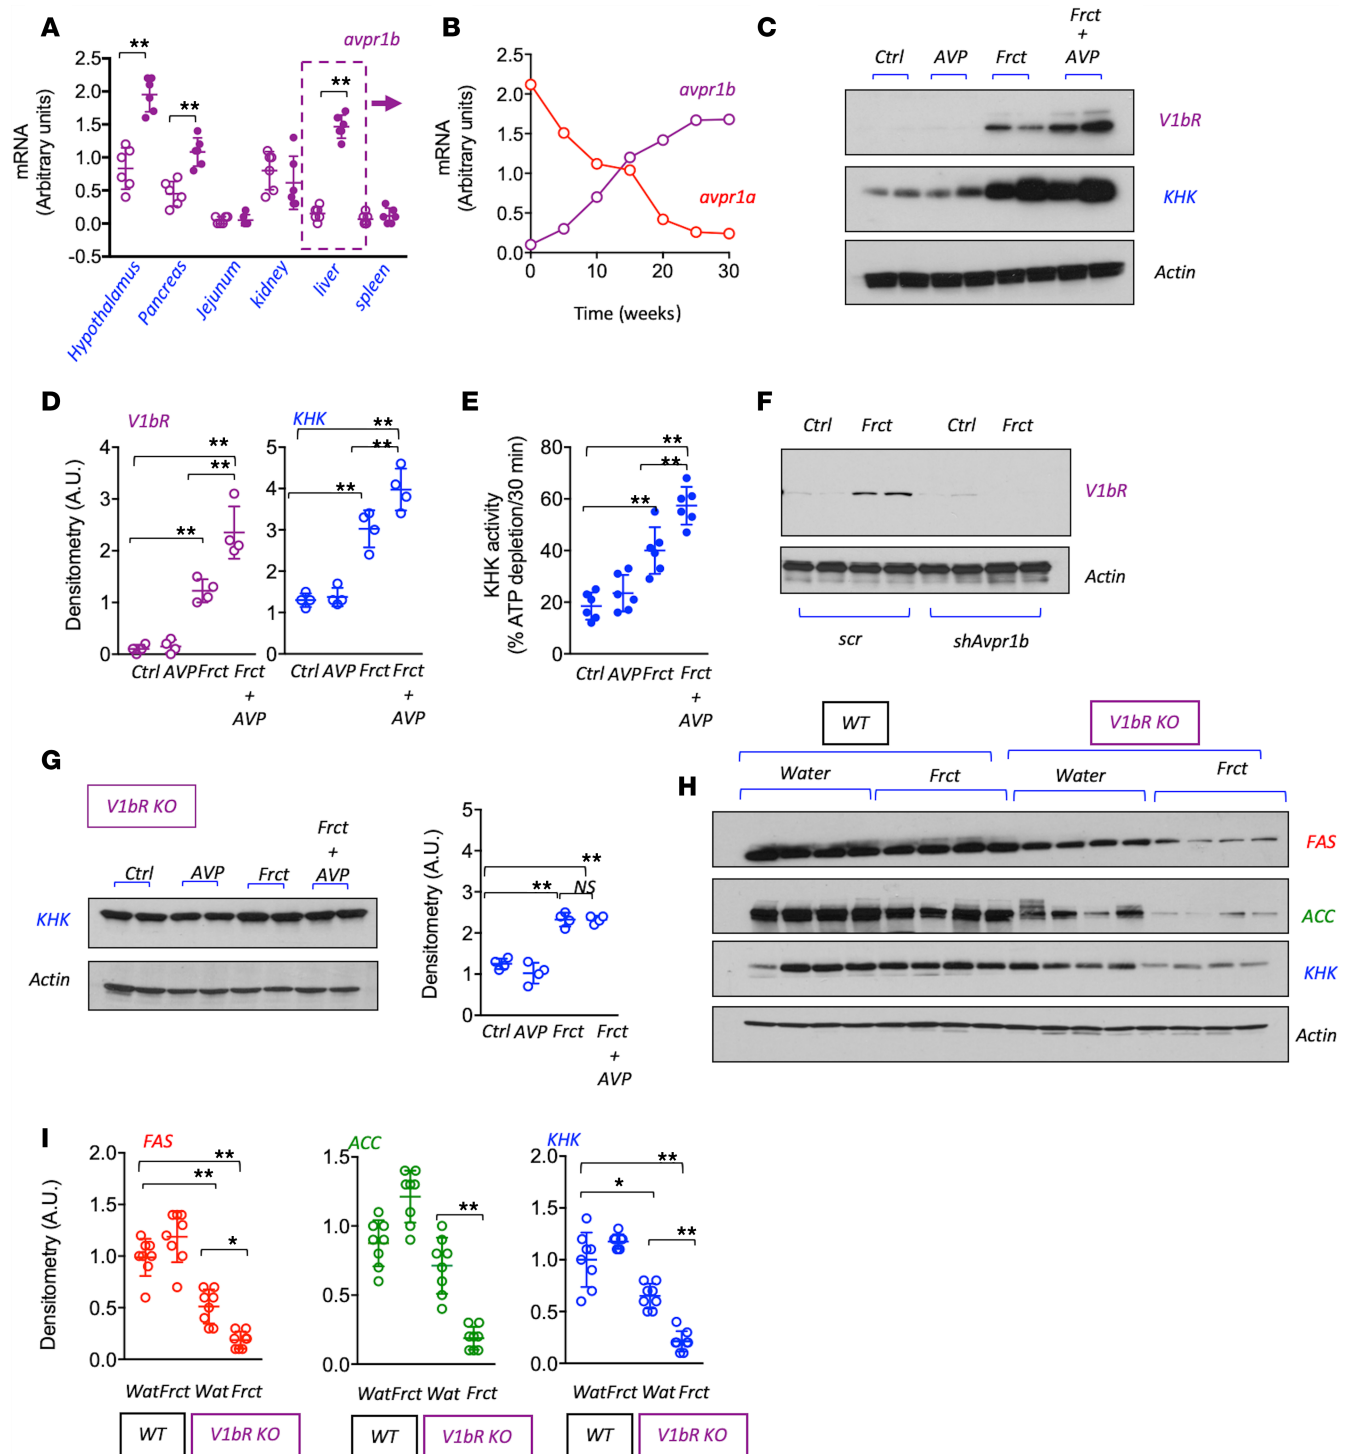 A
avpr1b
mRNA
(Arbitrary units)
2.5
2.0
1.5
1.0
0.5
0.0
-0.5
**
**
**
Hypothalamus
Pancreas
Jejunum
kidney
liver
spleen
B
mRNA
(Arbitrary units)
2.5
2.0
1.5
1.0
0.5
0.0
avpr1b
avpr1a
0 10 20 30
Time (weeks)
C
Ctrl AVP Frct Frct
+
AVP
V1bR
KHK
Actin
D
V1bR
Densitometry (A.U.)
4
3
2
1
0
**
**
**
Ctrl AVP Frct Frct
+
AVP
KHK
5
4
3
2
1
0
**
**
**
Ctrl AVP Frct Frct
+
AVP
E
KHK activity
(% ATP depletion/30 min)
80
60
40
20
0
**
**
**
Ctrl AVP Frct Frct
+
AVP
F
Ctrl Frct Ctrl Frct
V1bR
Actin
scr shAvpr1b
G
V1bR KO
Ctrl AVP Frct Frct
+
AVP
KHK
Actin
Densitometry (A.U.)
5
4
3
2
1
0
**
** NS
Ctrl AVP Frct Frct
+
AVP
H
WT V1bR KO
Water Frct Water Frct
FAS
ACC
KHK
Actin
I
FAS
Densitometry (A.U.)
2.0
1.5
1.0
0.5
0.0
**
**
*
Wat Frct Wat Frct
WT V1bR KO
ACC
1.5
1.0
0.5
0.0
**
Wat Frct Wat Frct
WT V1bR KO
KHK
2.0
1.5
1.0
0.5
0.0
**
*
**
Wat Frct Wat Frct
WT V1bR KO